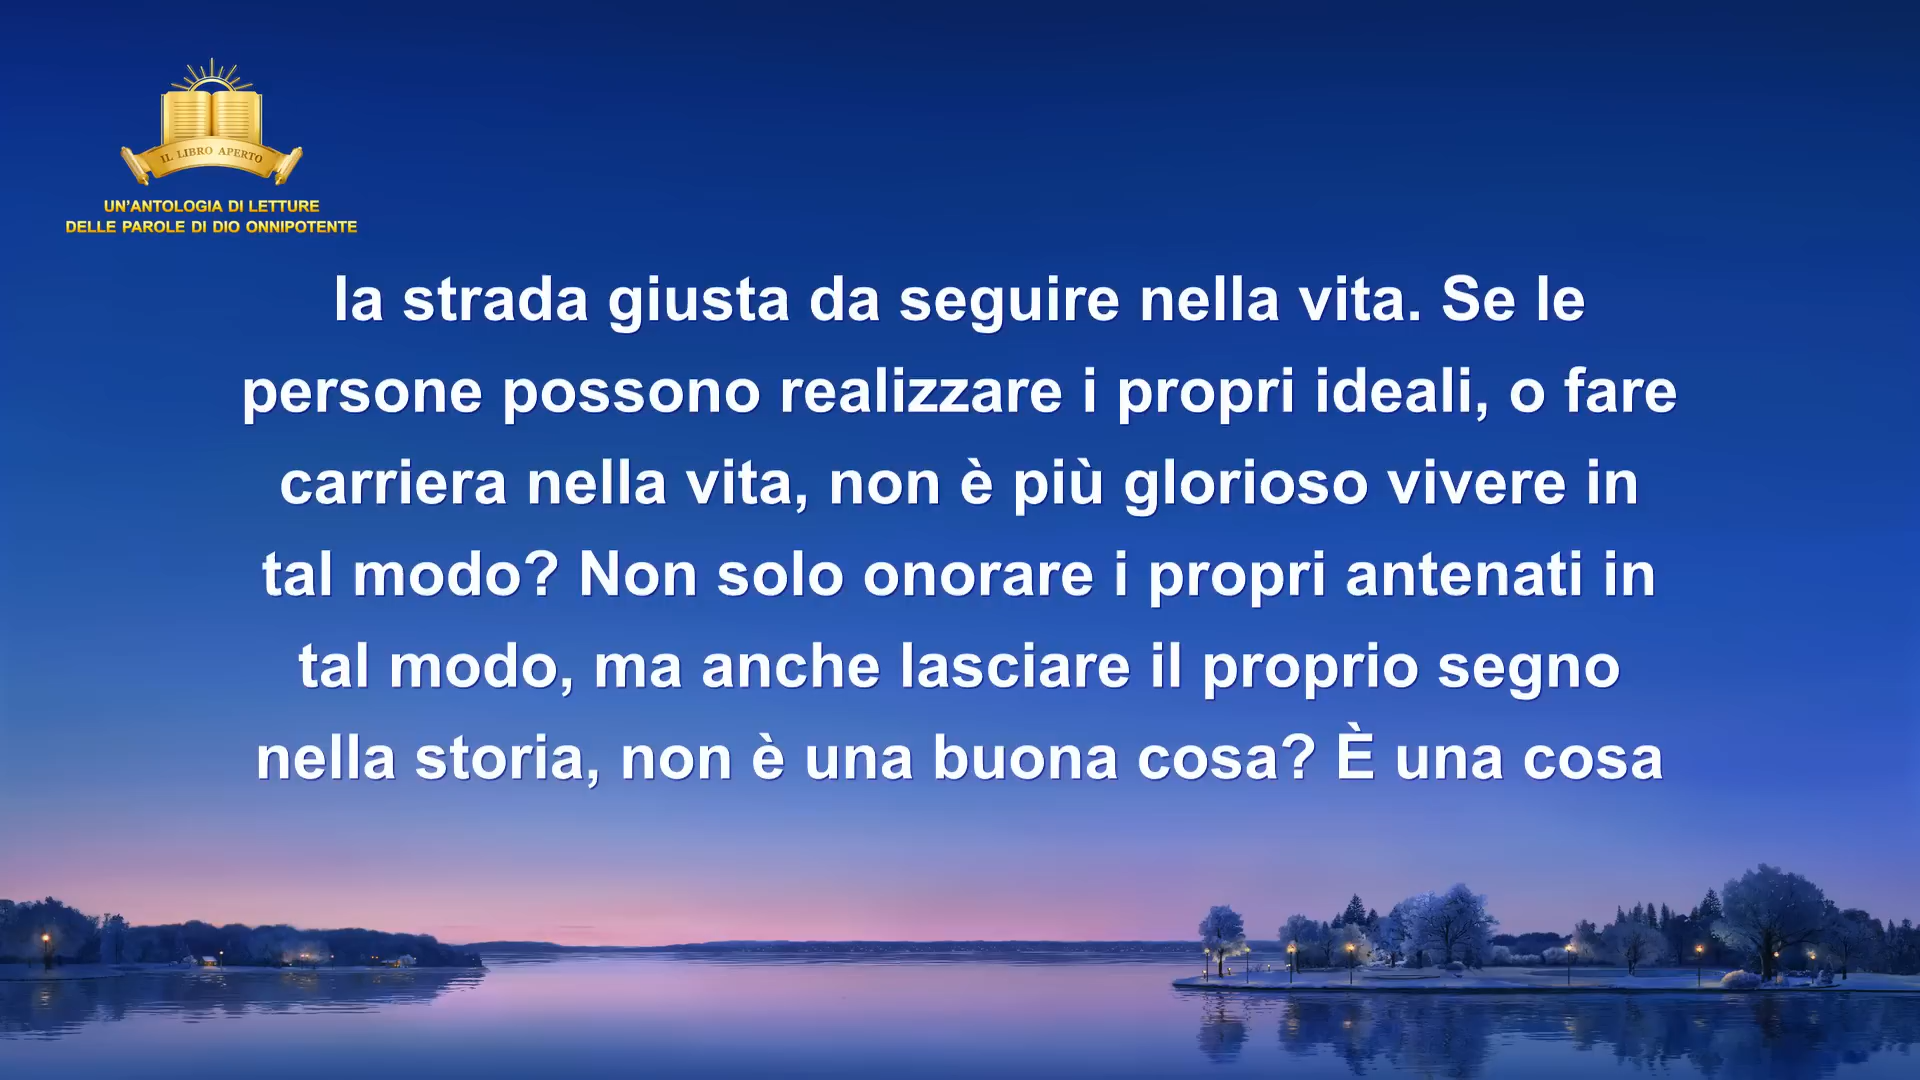 IL LIBRO APERTO
UN'ANTOLOGIA DI LETTURE
DELLE PAROLE DI DIO ONNIPOTENTE
la strada giusta da seguire nella vita. Se le
persone possono realizzare i propri ideali, o fare
carriera nella vita, non è più glorioso vivere in
tal modo? Non solo onorare i propri antenati in
tal modo, ma anche lasciare il proprio segno
nella storia, non è una buona cosa? È una cosa